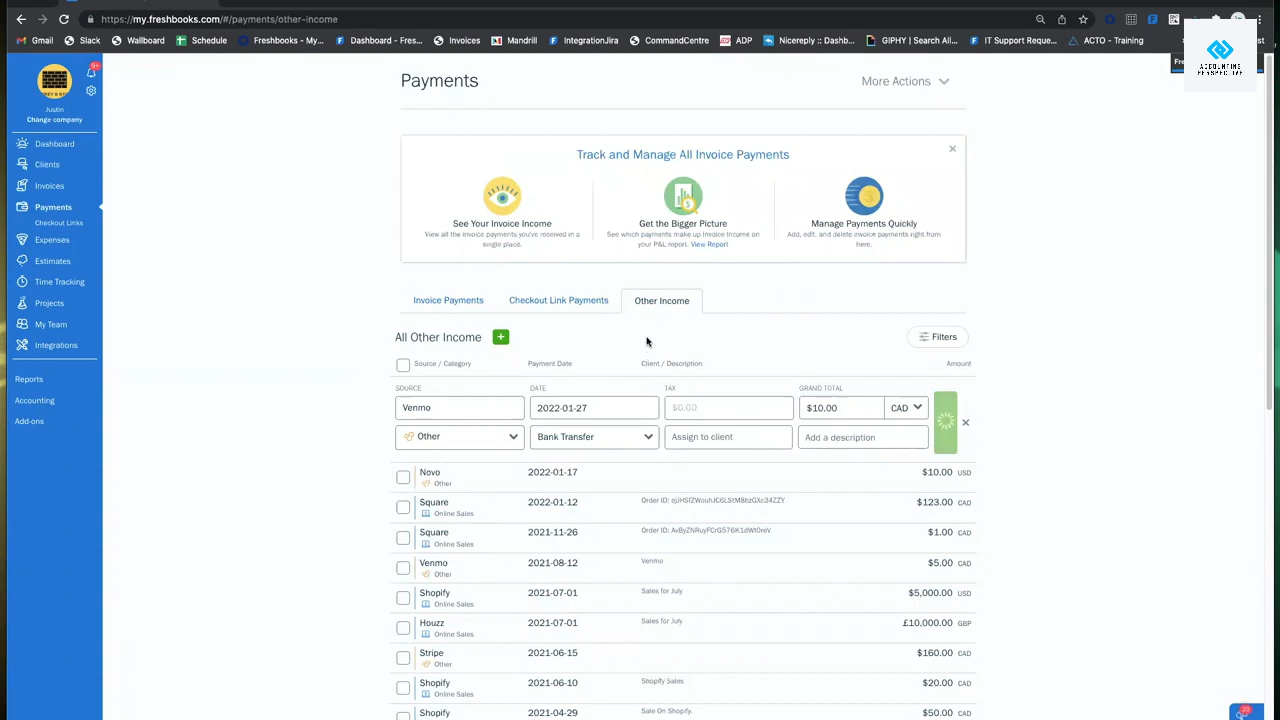 https://my.freshbooks.com/#/payments/other-income
Gmail
Slack
Wallboard
Schedule
Freshbooks - My...
Dashboard - Fres...
Invoices
Mandrill
IntegrationJira
CommandCentre
ADP
Nicereply :: Dashb...
GIPHY | Search All...
IT Support Reque...
ACTO - Training
ACCOUNTING
PERSPECTIVE
9+
Justin
Change company
Dashboard
Clients
Invoices
Payments
Checkout Links
Expenses
Estimates
Time Tracking
Projects
My Team
Integrations
Reports
Accounting
Add-ons
Payments
More Actions
Track and Manage All Invoice Payments
See Your Invoice Income
View all the invoice payments you've received in a
single place.
Get the Bigger Picture
See which payments make up Invoice Income on
your P&L report. View Report
Manage Payments Quickly
Add, edit, and delete invoice payments right from
here.
Invoice Payments
Checkout Link Payments
Other Income
All Other Income
Filters
Source / Category Payment Date Client / Description Amount
SOURCE DATE TAX GRAND TOTAL
Venmo 2022-01-27 $0.00 $10.00 CAD
Other Bank Transfer Assign to client Add a description
Novo 2022-01-17 $10.00 USD
Other
Square 2022-01-12 $123.00 CAD
Online Sales
Square 2021-11-26 $1.00 CAD
Online Sales
Venmo 2021-08-12 Venmo $5.00 CAD
Other
Shopify 2021-07-01 Sales for July $5,000.00 USD
Online Sales
Houzz 2021-07-01 Sales for July £10,000.00 GBP
Online Sales
Stripe 2021-06-15 $160.00 CAD
Other
Shopify 2021-06-10 Shopify Sales $20.00 CAD
Online Sales
Shopify 2021-04-29 Sale On Shopify. $50.00 CAD
23